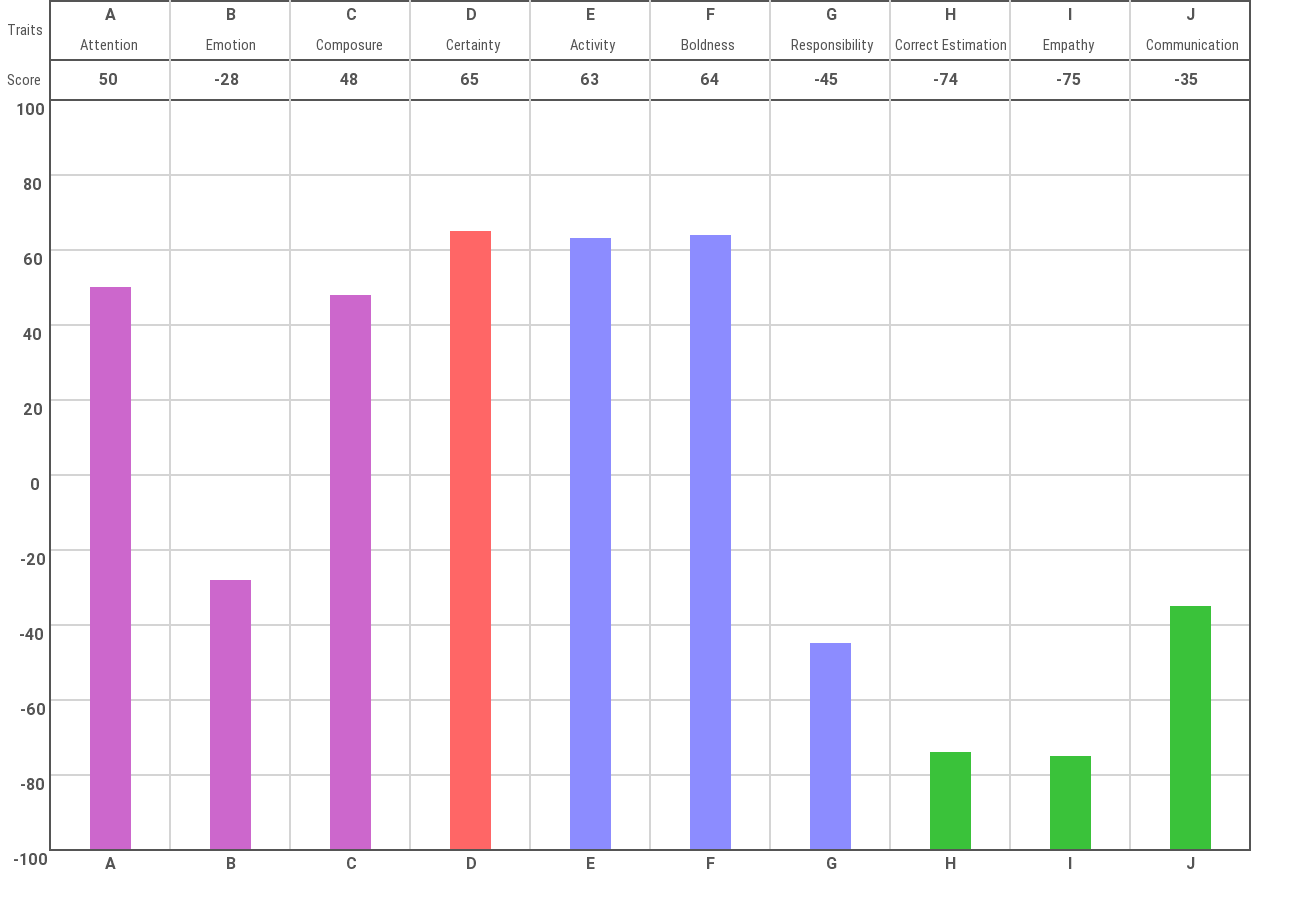 Traits
A B C D E F G H I J
Attention Emotion Composure Certainty Activity Boldness Responsibility Correct Estimation Empathy Communication
Score 50 -28 48 65 63 64 -45 -74 -75 -35
100
80
60
40
20
0
-20
-40
-60
-80
-100
A B C D E F G H I J